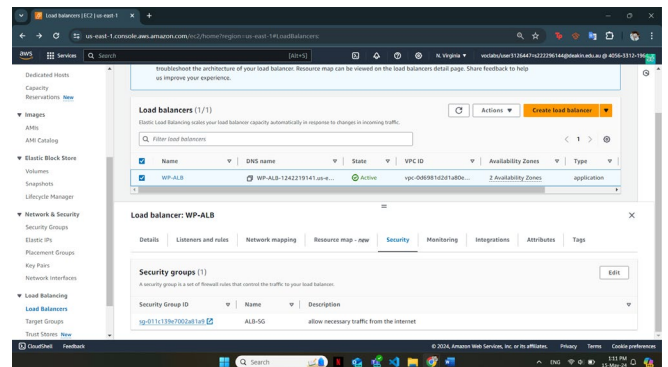 Load balancers | EC2 | us-east-1
us-east-1.console.aws.amazon.com/ec2/home?region=us-east-1#LoadBalancers:
aws Services Search [Alt+S] N. Virginia
Dedicated Hosts
Capacity
Reservations New
Images
AMIs
AMI Catalog
Elastic Block Store
Volumes
Snapshots
Lifecycle Manager
Network & Security
Security Groups
Elastic IPs
Placement Groups
Key Pairs
Network Interfaces
Load Balancing
Load Balancers
Target Groups
Trust Stores New
troubleshoot the architecture of your load balancer. Resource map can be viewed on the load balancers detail page. Share feedback to help
us improve your experience.
Load balancers (1/1) Actions Create load balancer
Elastic Load Balancing scales your load balancer capacity automatically in response to changes in incoming traffic.
Filter load balancers 1
Name DNS name State VPC ID Availability Zones Type
WP-ALB WP-ALB-1242219141.us-e... Active vpc-0d6981d2d1a80e... 2 Availability Zones application
Load balancer: WP-ALB
Details Listeners and rules Network mapping Resource map - new Security Monitoring Integrations Attributes Tags
Security groups (1) Edit
A security group is a set of firewall rules that control the traffic to your load balancer.
Security Group ID Name Description
sg-011c139e7002a81a9 ALB-SG allow necessary traffic from the internet
CloudShell Feedback © 2024, Amazon Web Services, Inc. or its affiliates. Privacy Terms Cookie preferences
Search ENG 1:11 PM
15-May-24